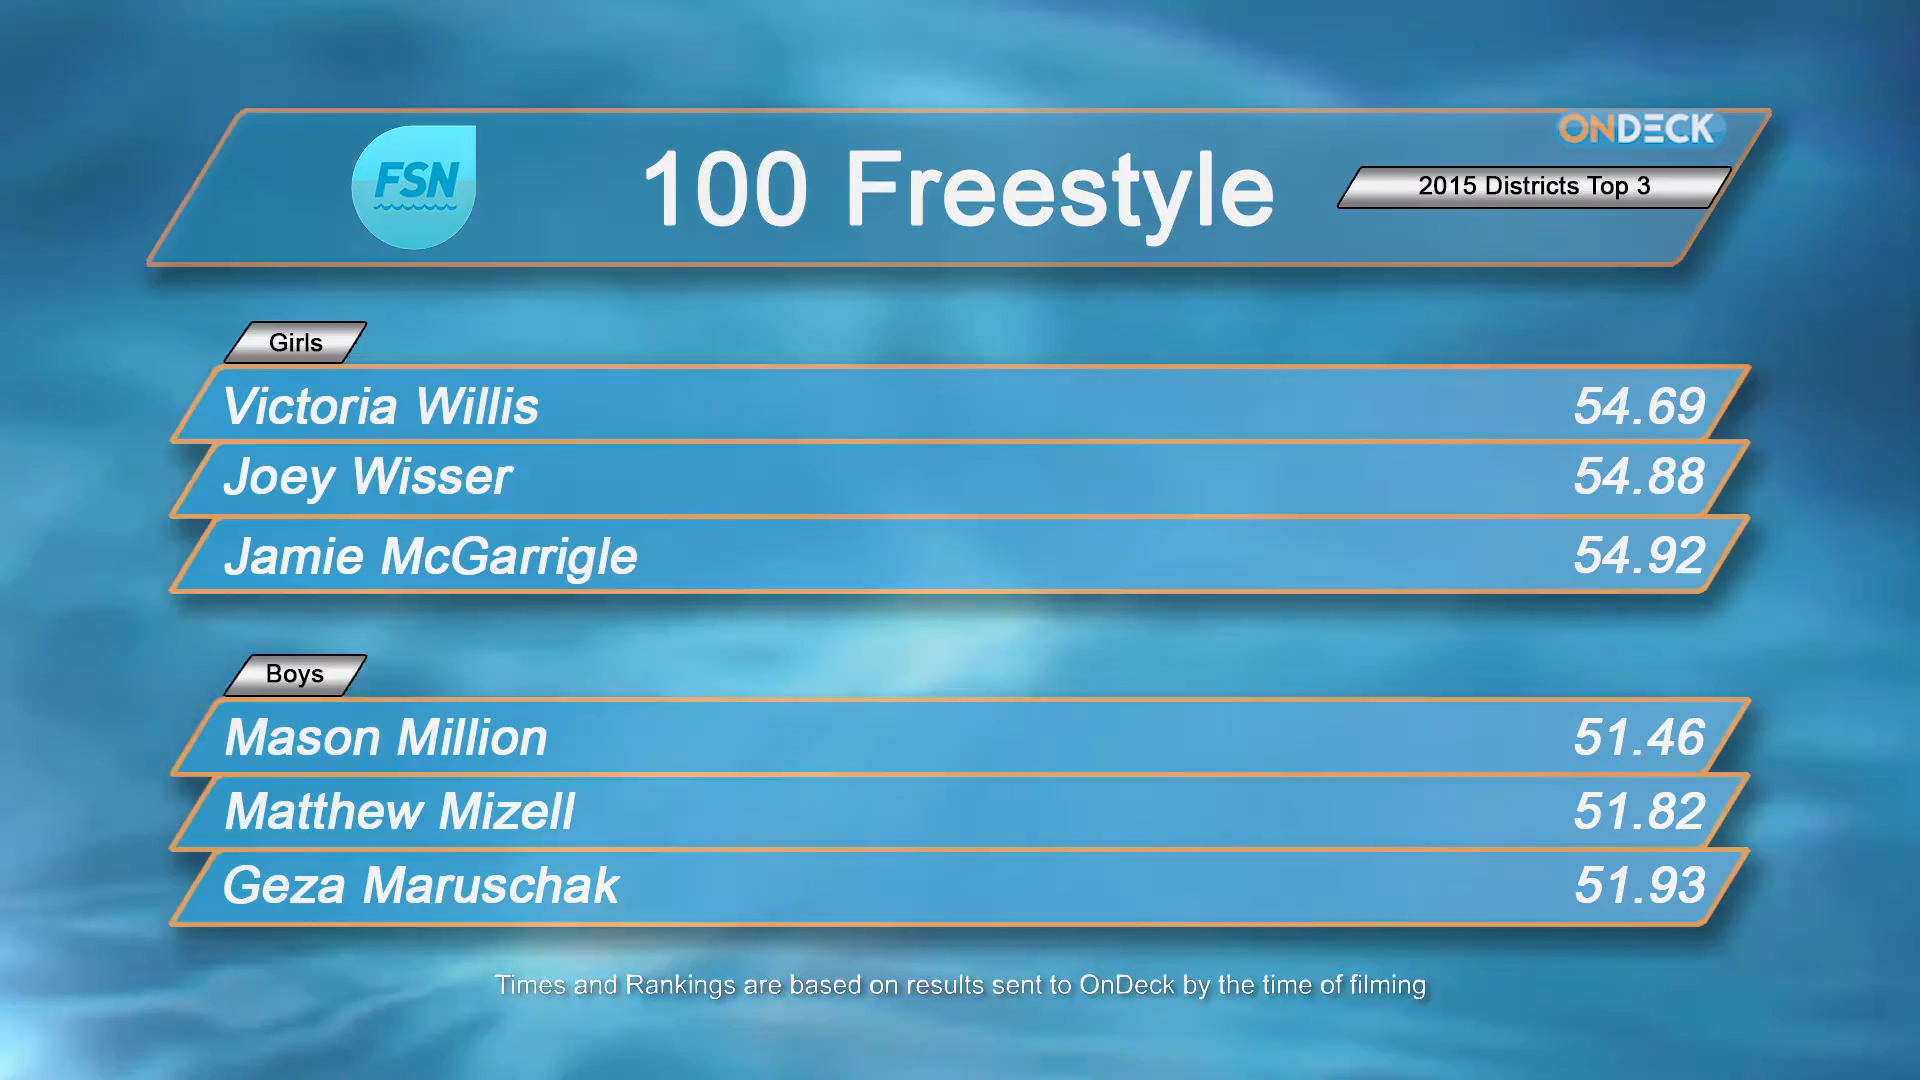 FSN
100 Freestyle
ONDECK
2015 Districts Top 3
Girls
Victoria Willis 54.69
Joey Wisser 54.88
Jamie McGarrigle 54.92
Boys
Mason Million 51.46
Matthew Mizell 51.82
Geza Maruschak 51.93
Times and Rankings are based on results sent to OnDeck by the time of filming